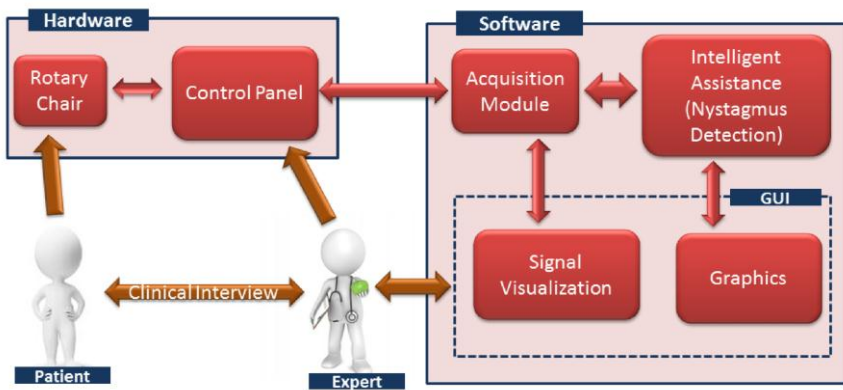 Hardware
Rotary
Chair
Control Panel
Software
Acquisition
Module
Intelligent
Assistance
(Nystagmus
Detection)
GUI
Signal
Visualization
Graphics
Clinical Interview
Patient
Expert